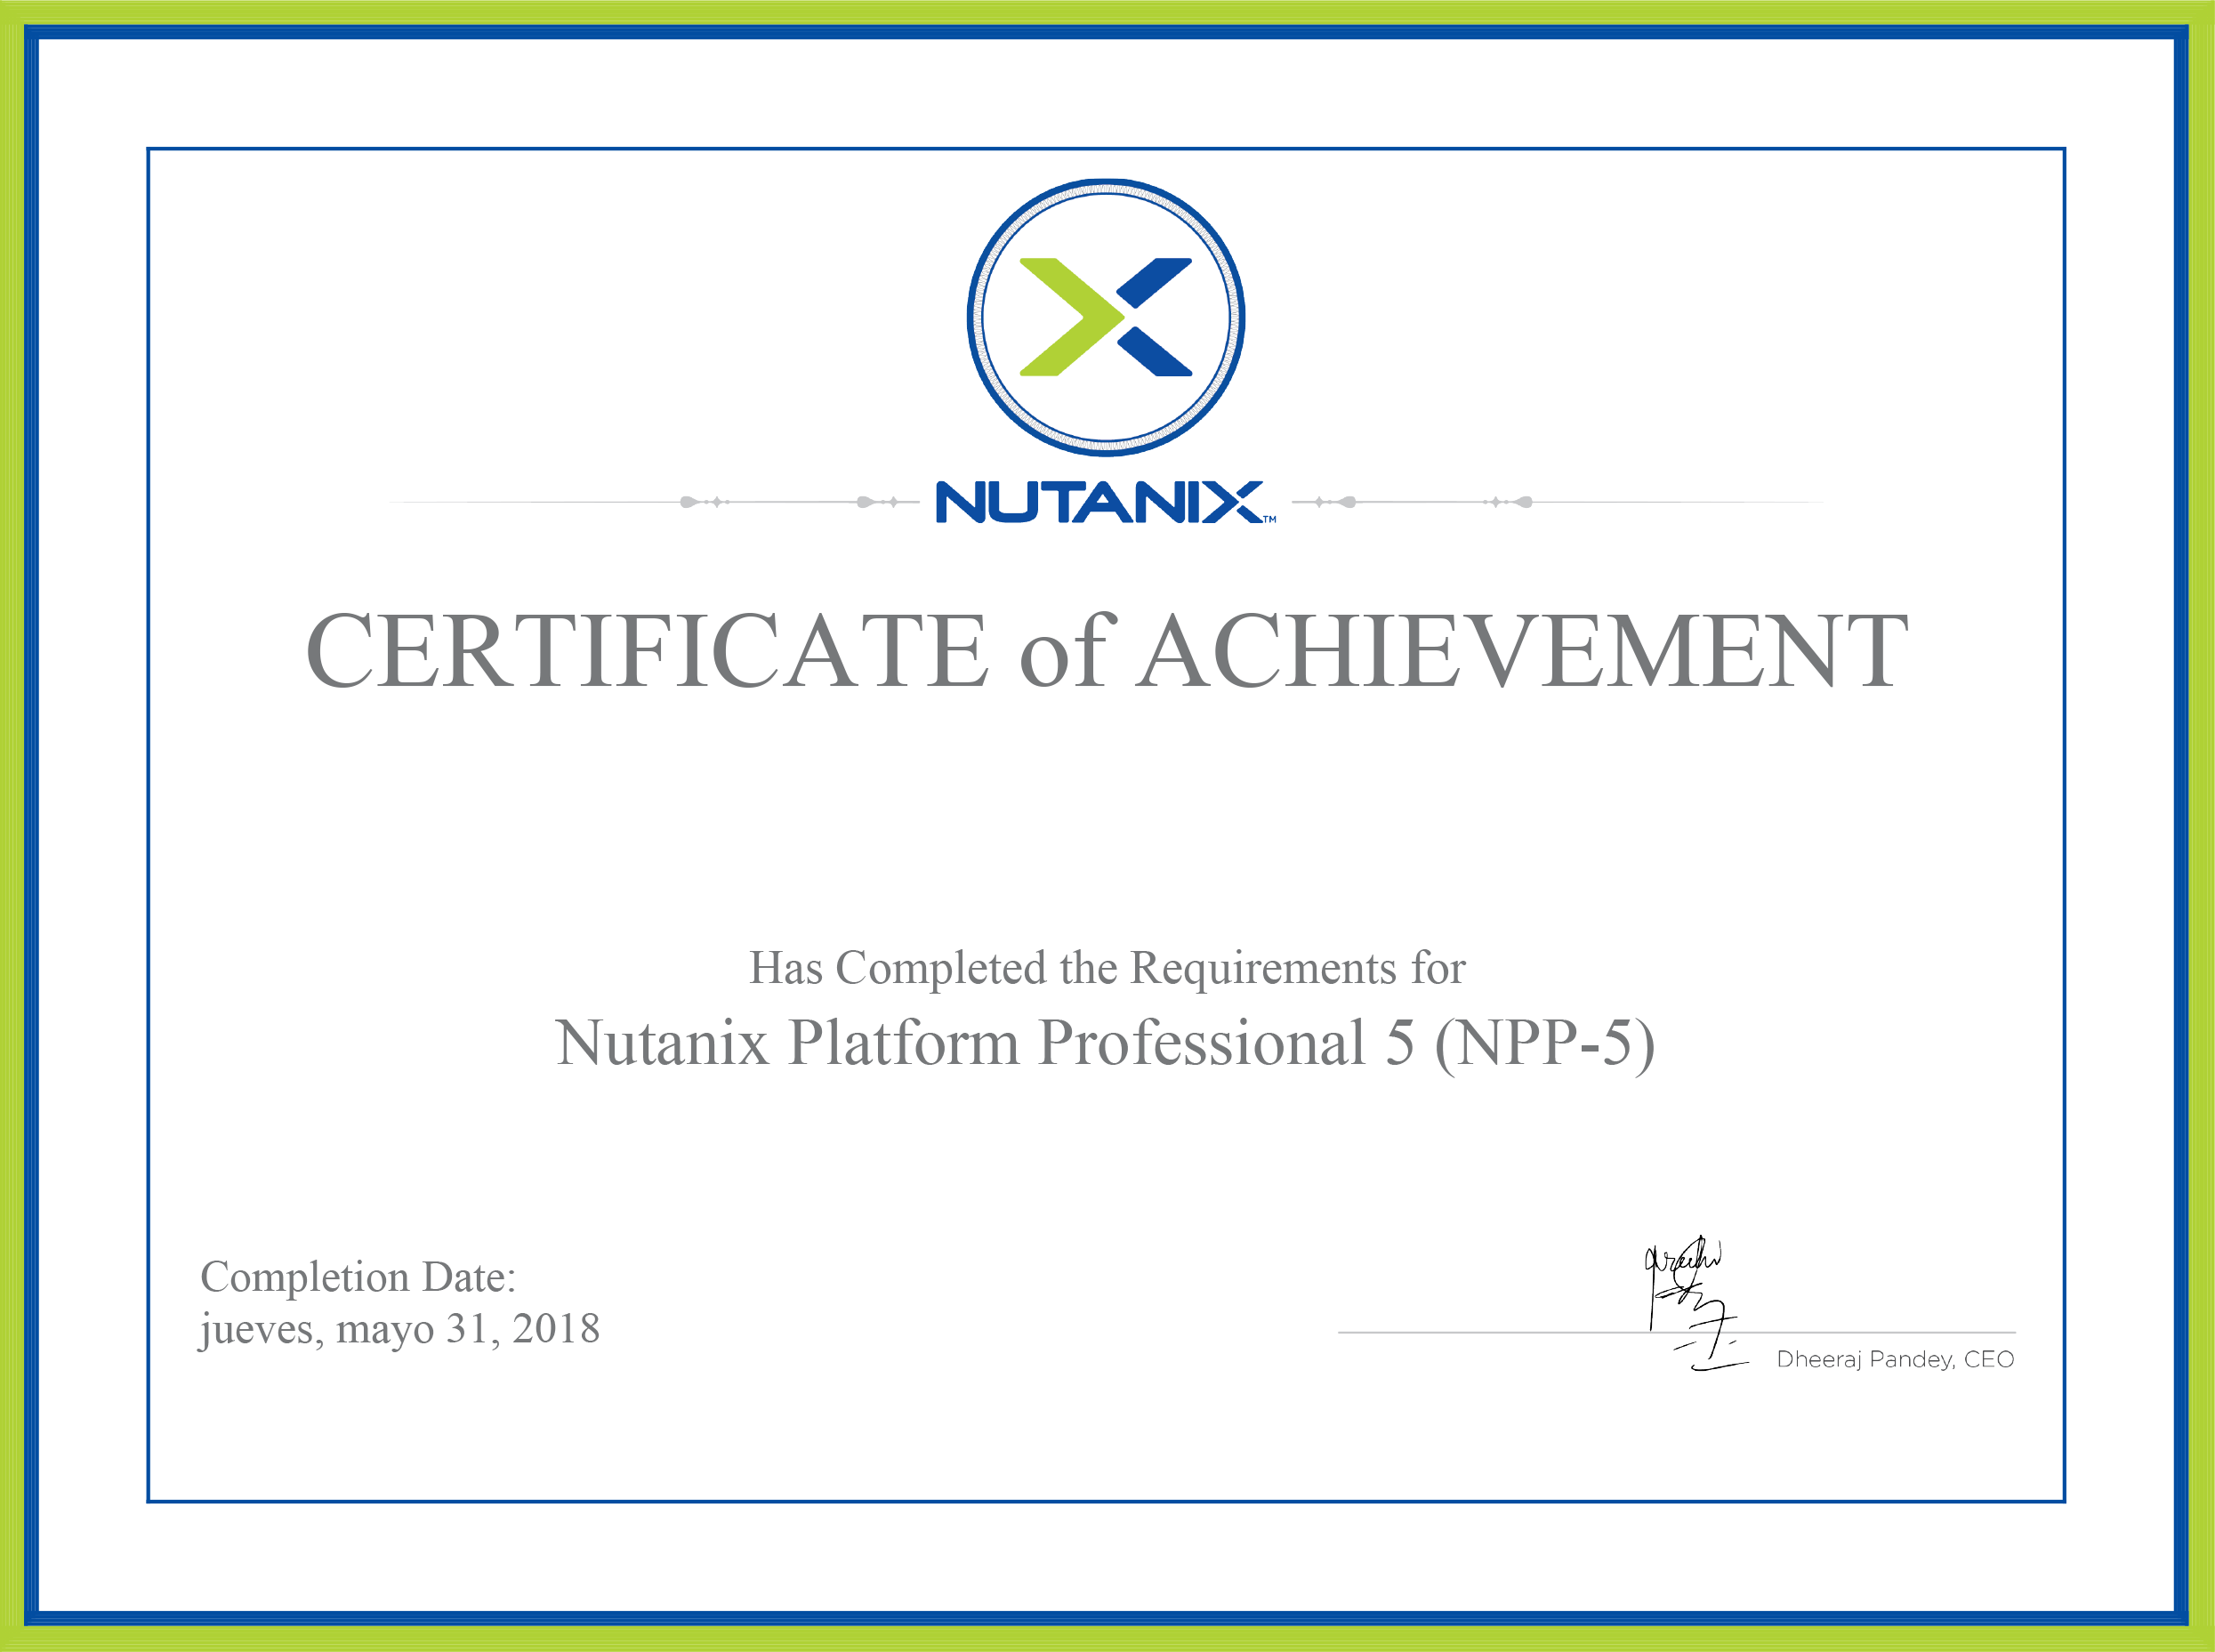 NUTANIX™
CERTIFICATE of ACHIEVEMENT
Has Completed the Requirements for
Nutanix Platform Professional 5 (NPP-5)
Completion Date:
jueves, mayo 31, 2018
Dheeraj Pandey, CEO